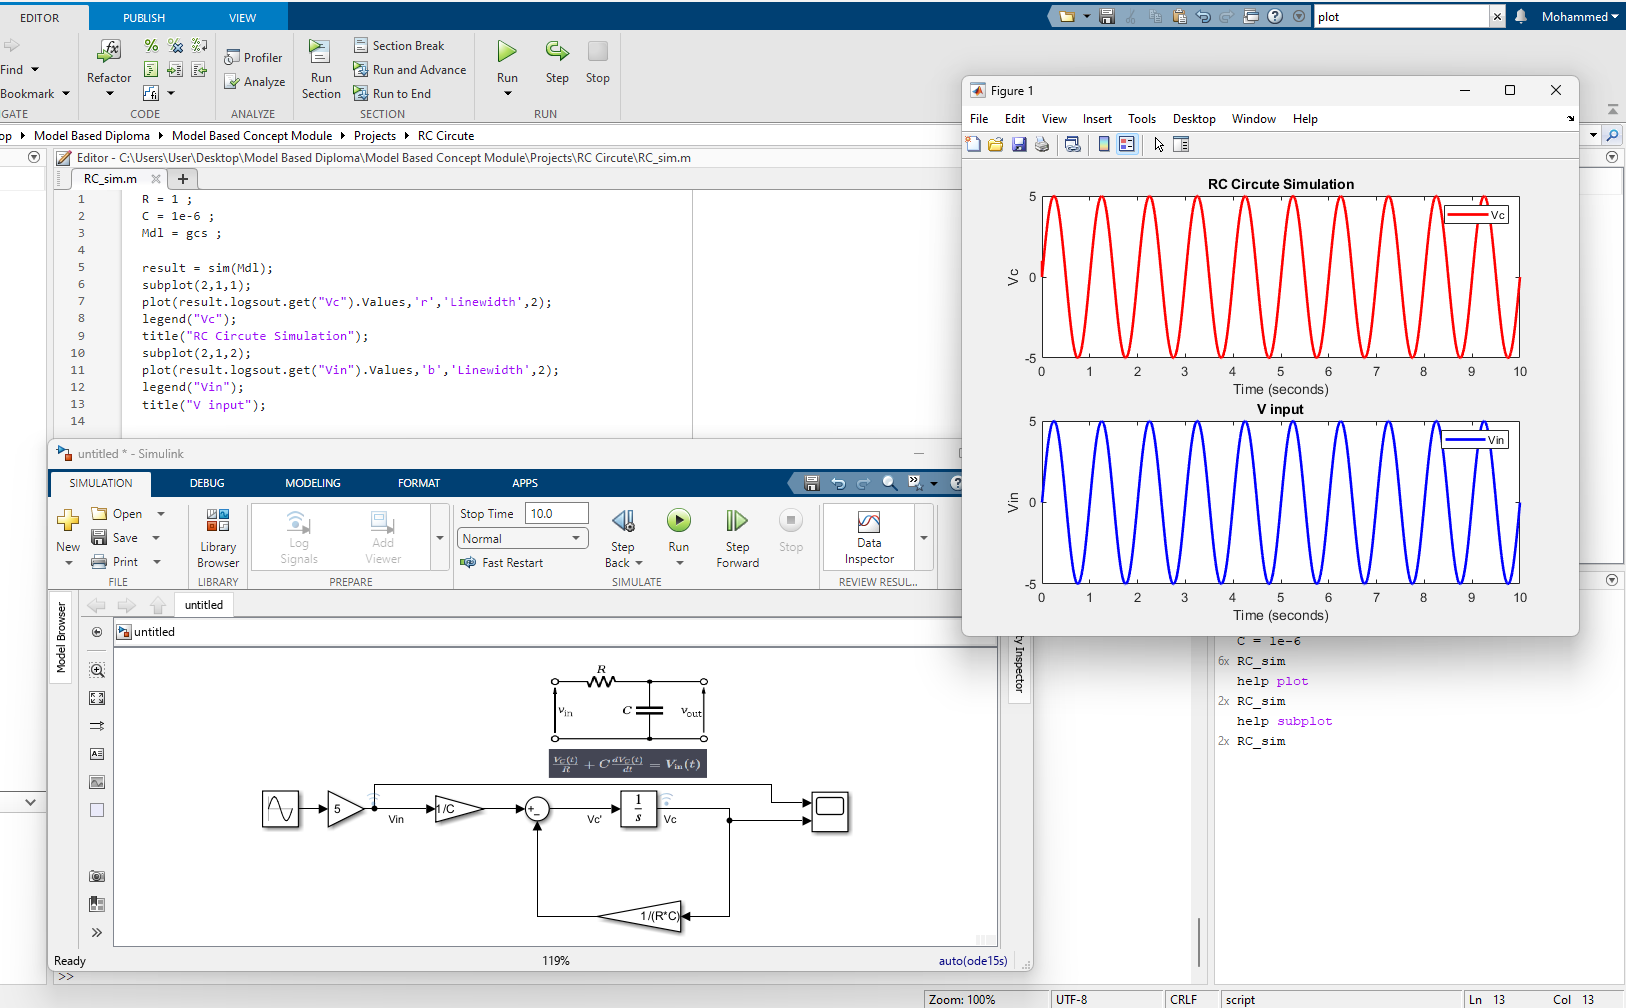 EDITOR PUBLISH VIEW
plot
Mohammed
Find
Bookmark
Refactor
Profiler
Analyze
Run
Section
Section Break
Run and Advance
Run to End
Run Step Stop
GATE CODE ANALYZE SECTION RUN
op Model Based Diploma Model Based Concept Module Projects RC Circute
Editor - C:\Users\User\Desktop\Model Based Diploma\Model Based Concept Module\Projects\RC Circute\RC_sim.m
RC_sim.m
1 R = 1 ;
2 C = 1e-6 ;
3 Mdl = gcs ;
4
5 result = sim(Mdl);
6 subplot(2,1,1);
7 plot(result.logsout.get("Vc").Values,'r','Linewidth',2);
8 legend("Vc");
9 title("RC Circute Simulation");
10 subplot(2,1,2);
11 plot(result.logsout.get("Vin").Values,'b','Linewidth',2);
12 legend("Vin");
13 title("V input");
14
Figure 1
File Edit View Insert Tools Desktop Window Help
RC Circute Simulation
Vc
Vc
5
0
-5
0 1 2 3 4 5 6 7 8 9 10
Time (seconds)
V input
Vin
Vin
5
0
-5
0 1 2 3 4 5 6 7 8 9 10
Time (seconds)
untitled * - Simulink
SIMULATION DEBUG MODELING FORMAT APPS
New
Open
Save
Print
FILE
Library
Browser
LIBRARY
Log
Signals
Add
Viewer
PREPARE
Stop Time 10.0
Normal
Fast Restart
Step
Back
Run
Step
Forward
Stop
SIMULATE
Data
Inspector
REVIEW RESUL...
Model Browser
untitled
untitled
ty Inspector
R
v_in
C
v_out
V_C(t)/R + C dV_C(t)/dt = V_in(t)
5
Vin
1/C
+
−
Vc'
1
s
Vc
1/(R*C)
Ready 119% auto(ode15s)
>>
C = 1e-6
6x RC_sim
help plot
2x RC_sim
help subplot
2x RC_sim
Zoom: 100% UTF-8 CRLF script Ln 13 Col 13